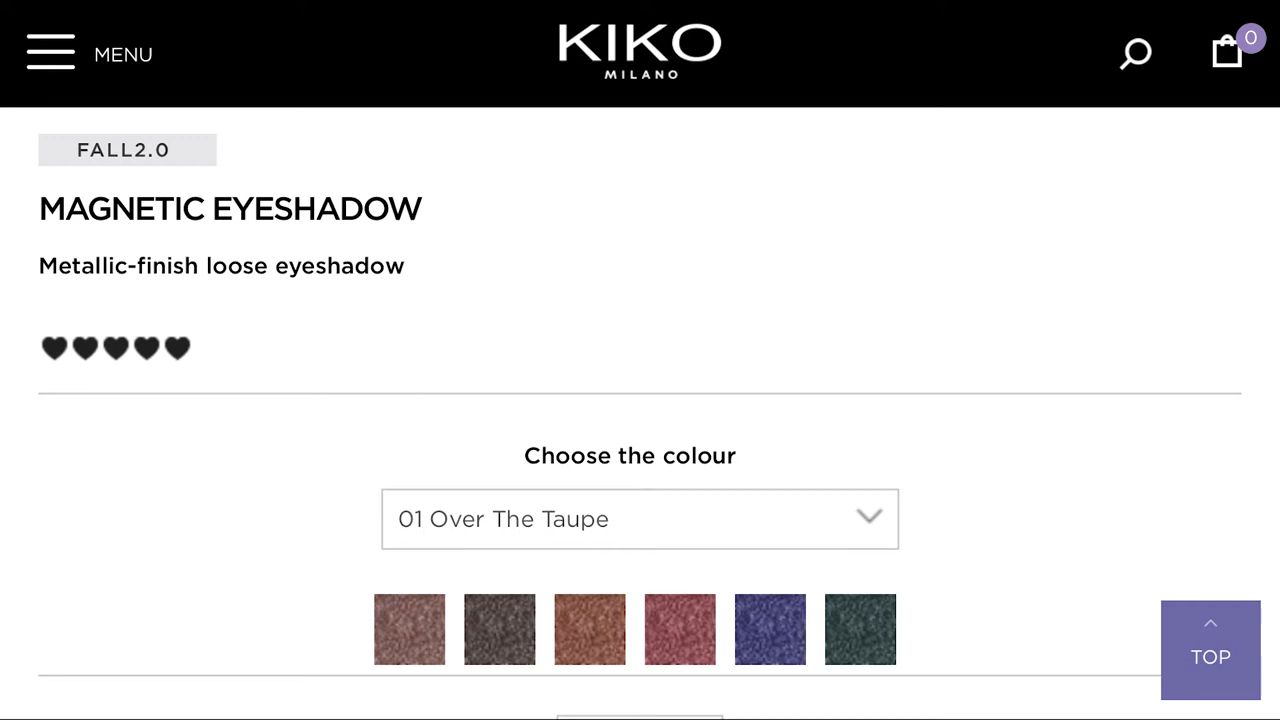 MENU
KIKO
MILANO
0
FALL2.0
MAGNETIC EYESHADOW
Metallic-finish loose eyeshadow
Choose the colour
01 Over The Taupe
TOP